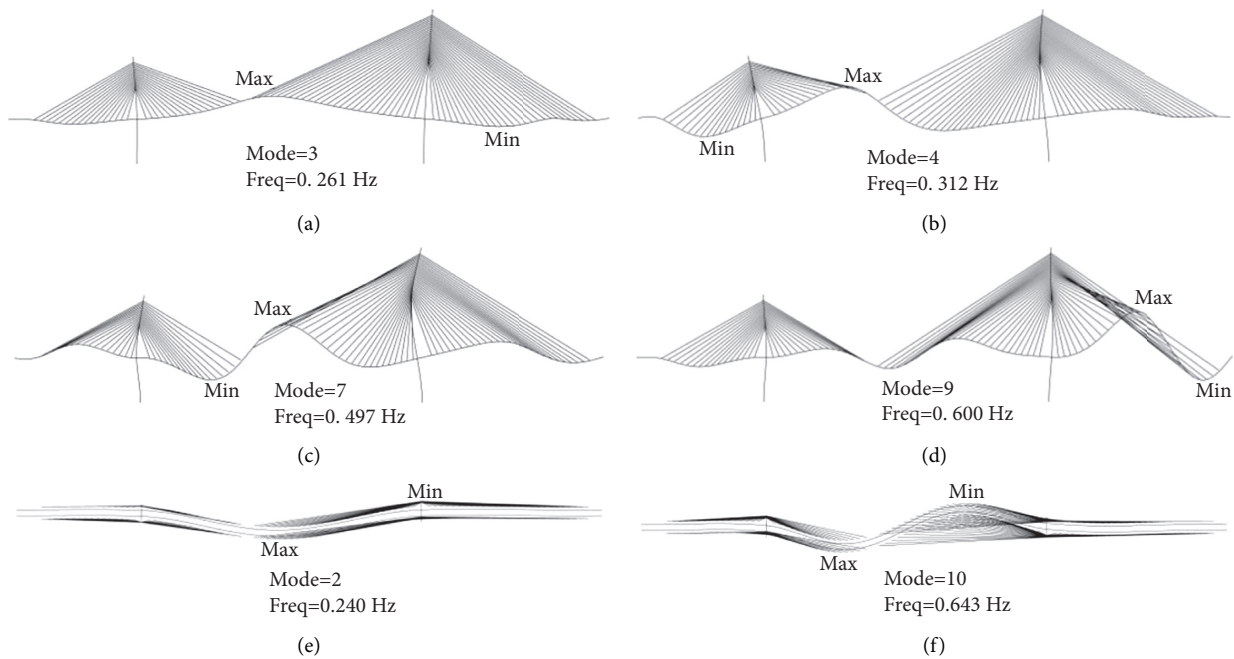 Max
Min
Mode=3
Freq=0. 261 Hz
(a)
Max
Min
Mode=4
Freq=0. 312 Hz
(b)
Max
Min
Mode=7
Freq=0. 497 Hz
(c)
Max
Min
Mode=9
Freq=0. 600 Hz
(d)
Min
Max
Mode=2
Freq=0.240 Hz
(e)
Min
Max
Mode=10
Freq=0.643 Hz
(f)